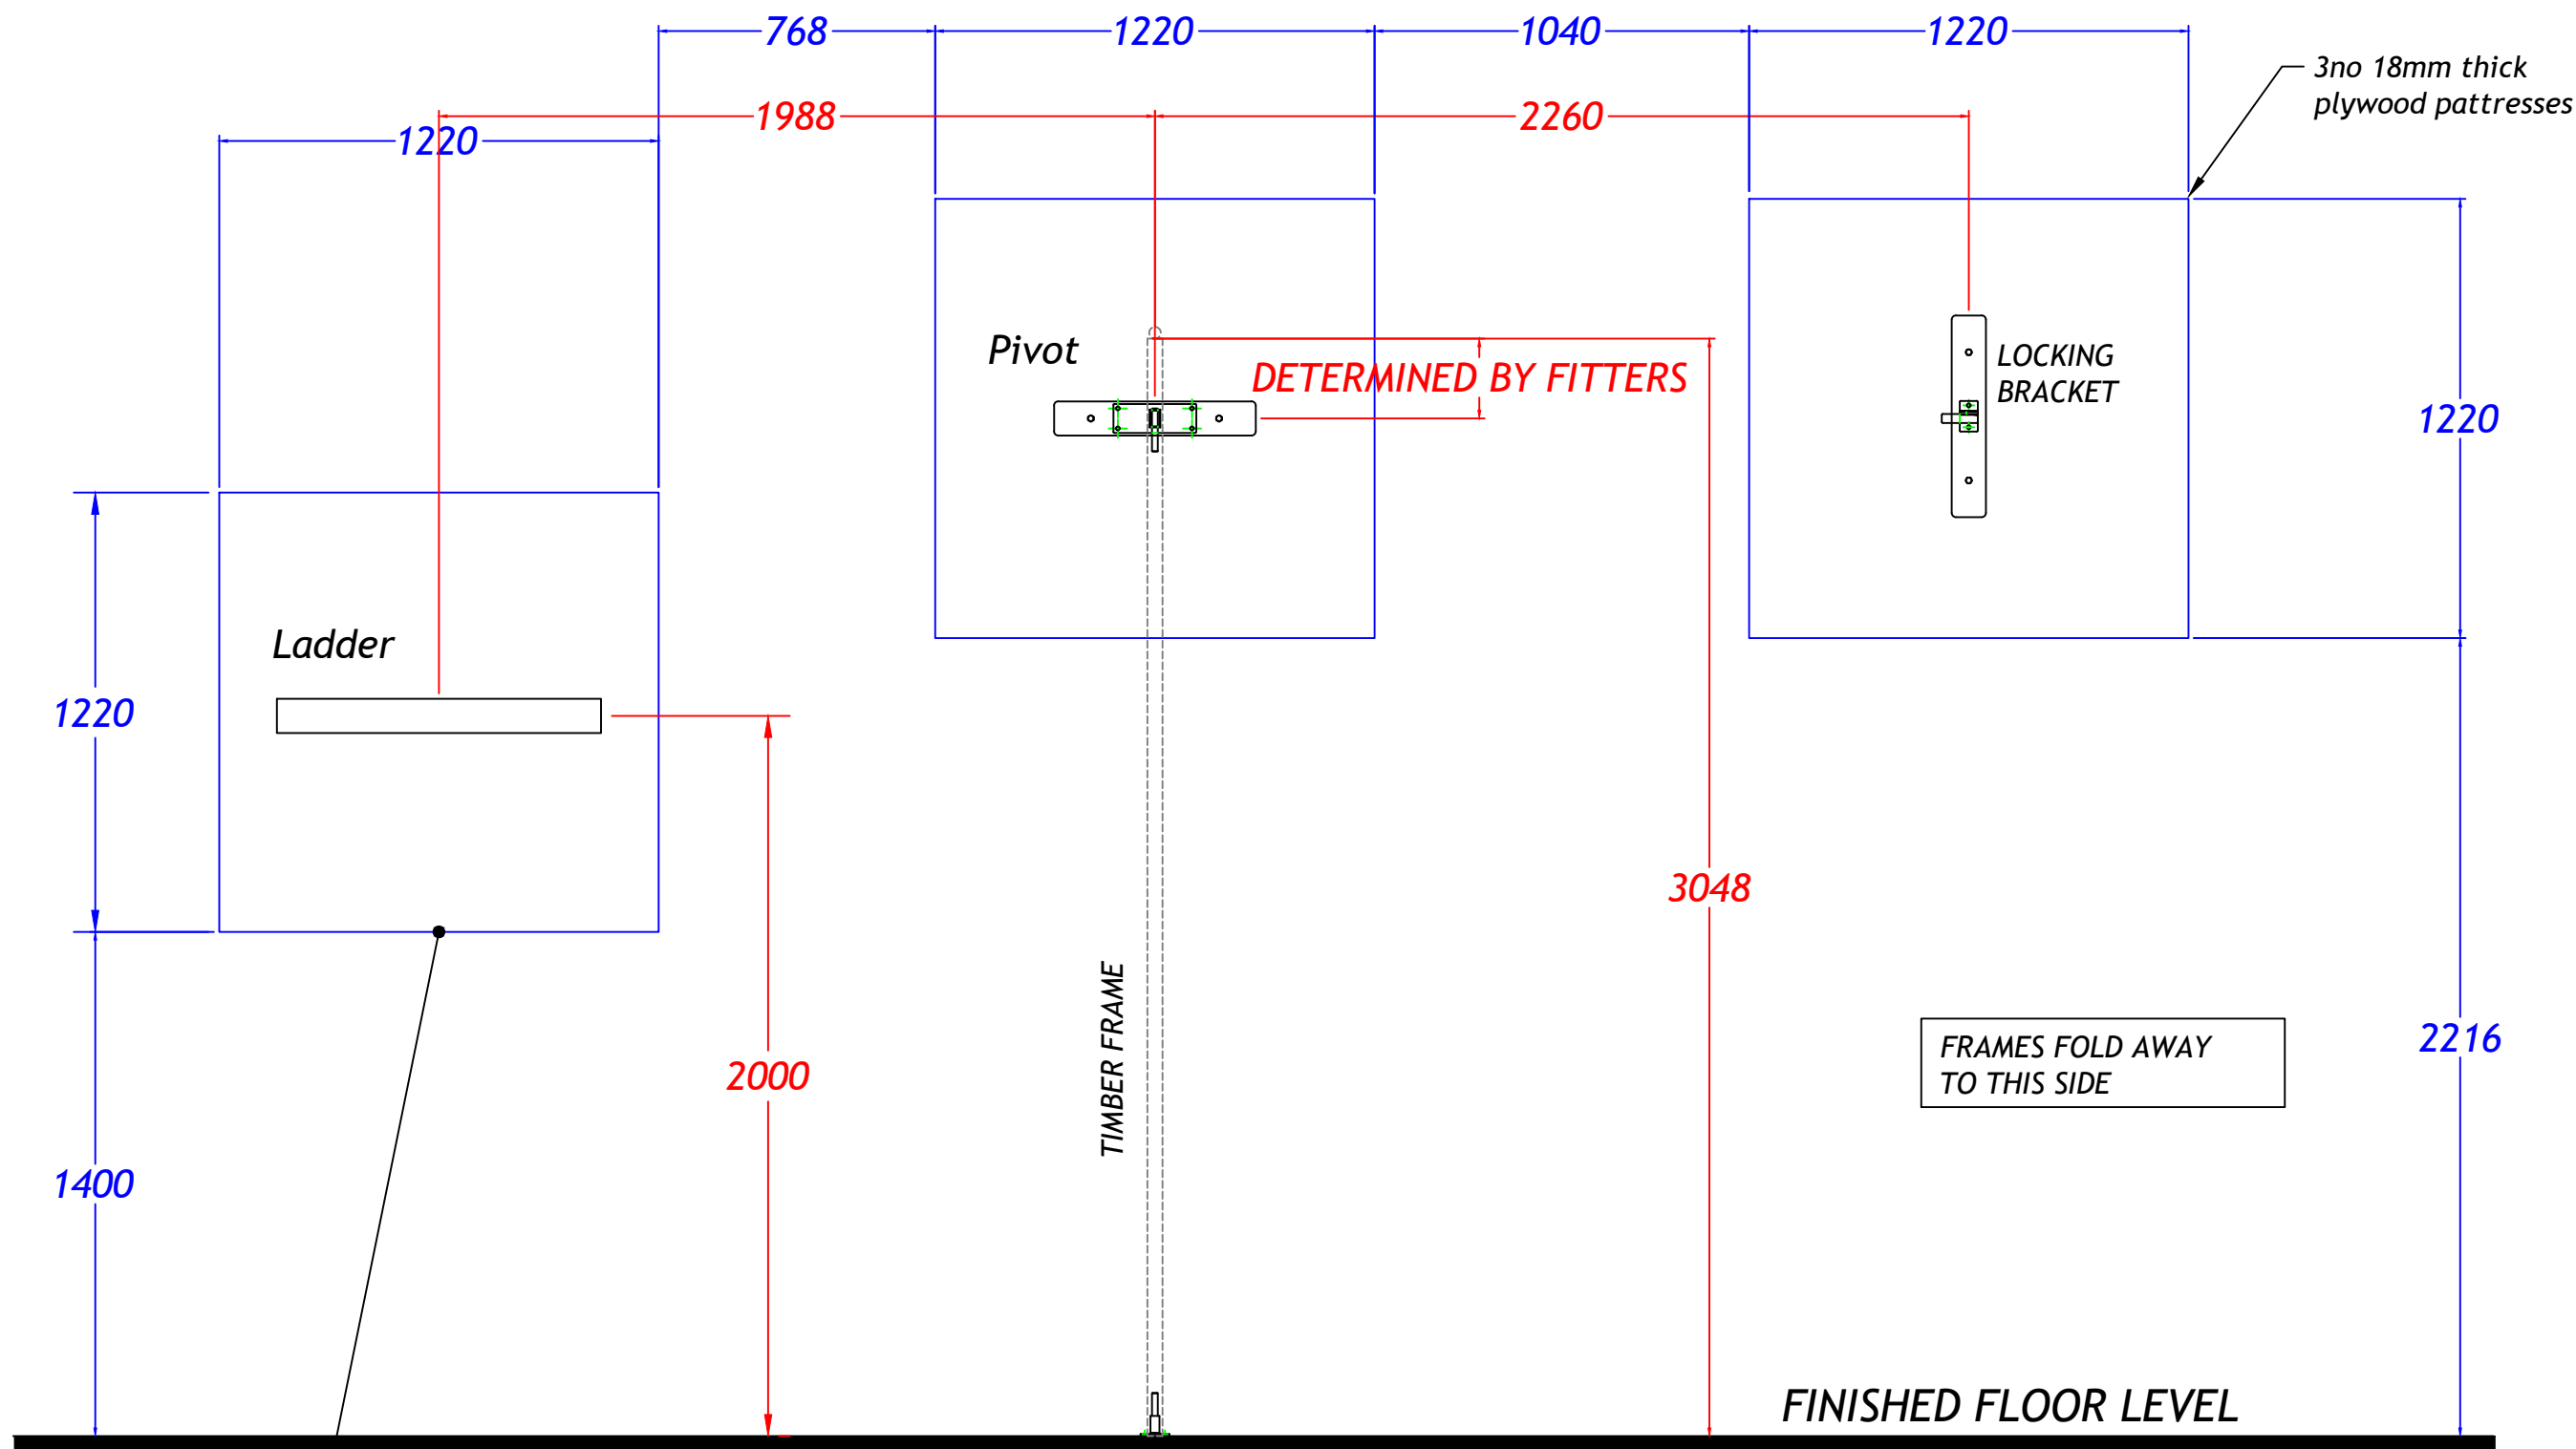 768
1220
1040
1220
3no 18mm thick
plywood pattresses
1988
2260
1220
Pivot
LOCKING
BRACKET
DETERMINED BY FITTERS
1220
Ladder
1220
3048
TIMBER FRAME
2216
FRAMES FOLD AWAY
TO THIS SIDE
2000
1400
FINISHED FLOOR LEVEL